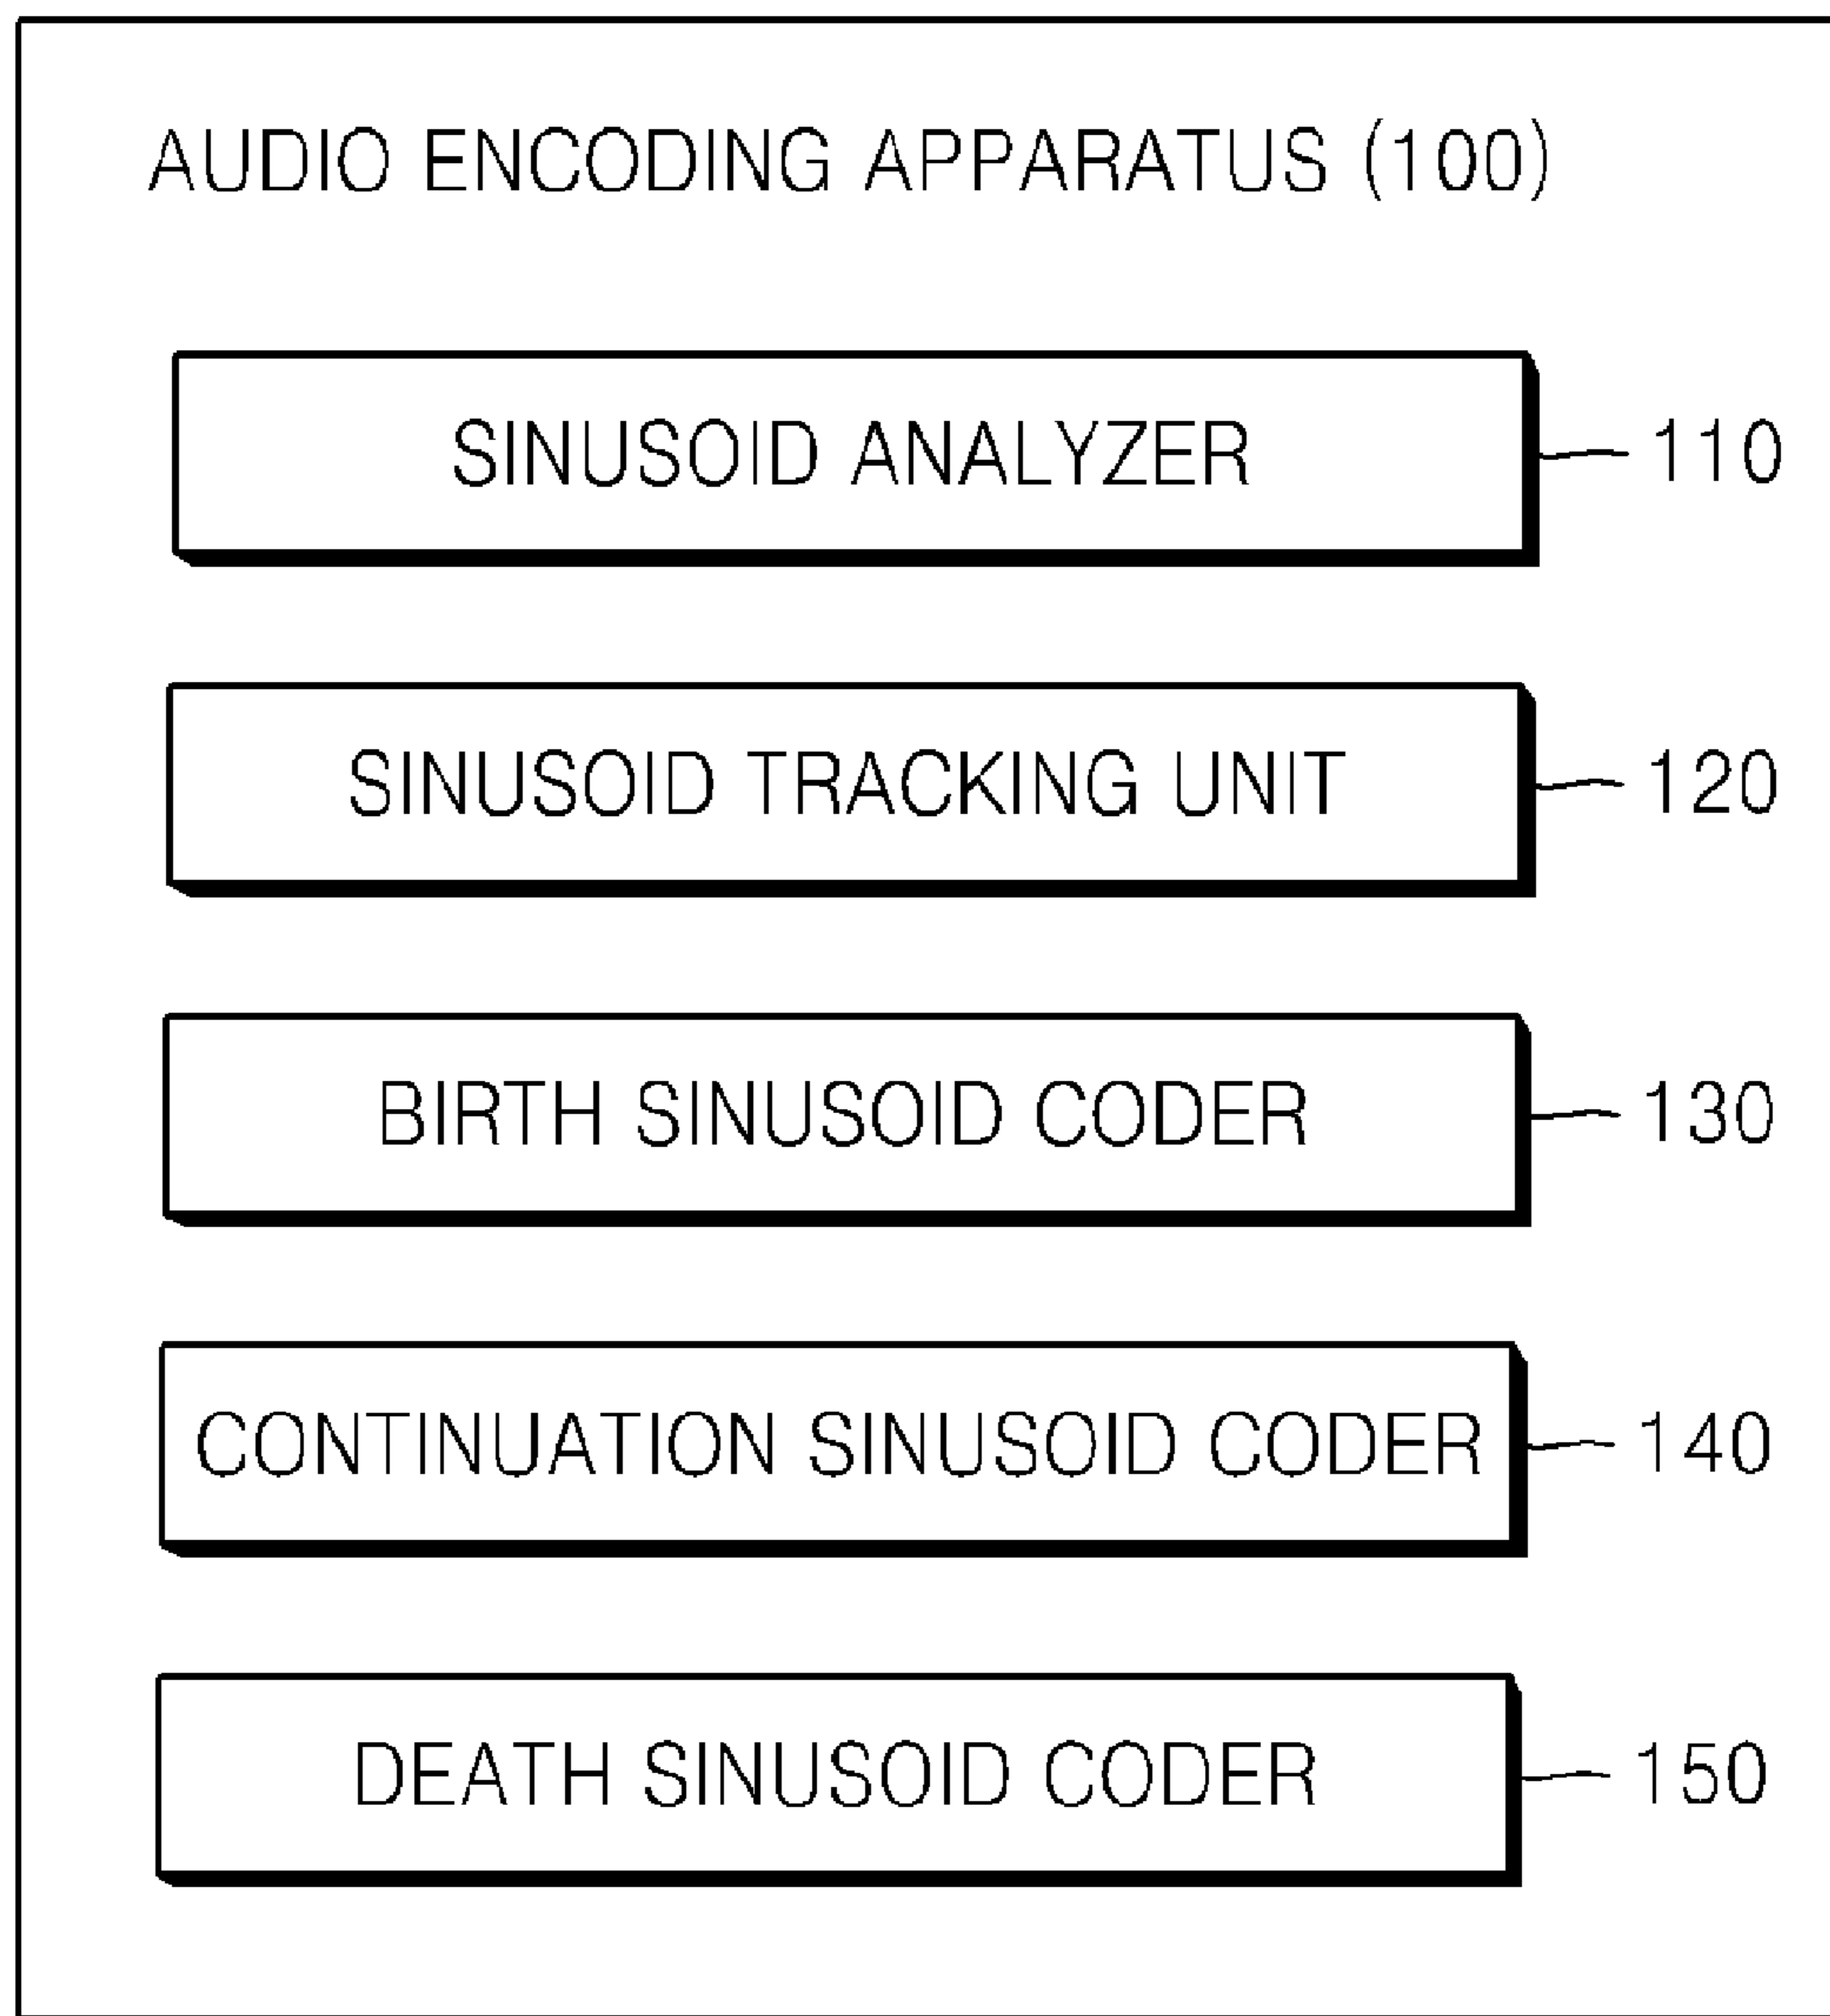 AUDIO ENCODING APPARATUS (100)
SINUSOID ANALYZER 110
SINUSOID TRACKING UNIT 120
BIRTH SINUSOID CODER 130
CONTINUATION SINUSOID CODER 140
DEATH SINUSOID CODER 150